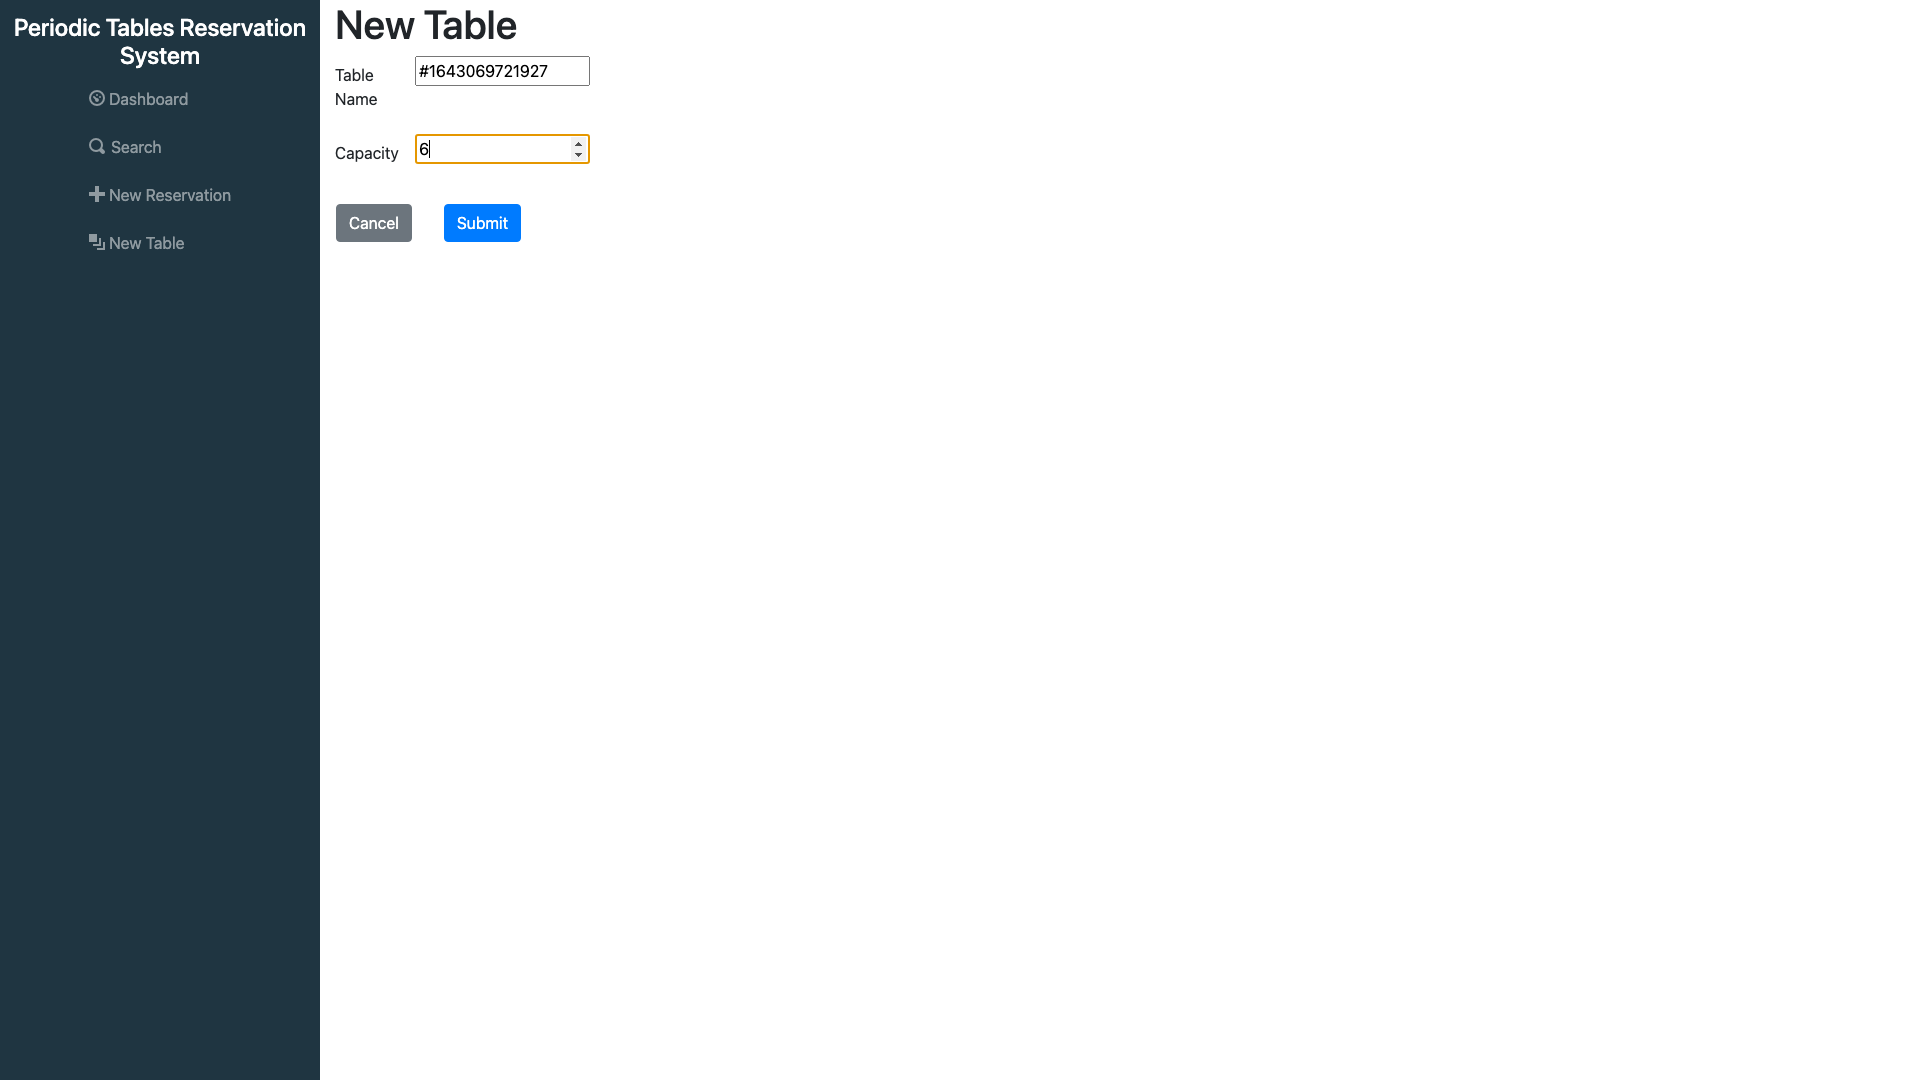 Periodic Tables Reservation
System
Dashboard
Search
New Reservation
New Table
New Table
Table
Name
#1643069721927
Capacity
6
Cancel
Submit